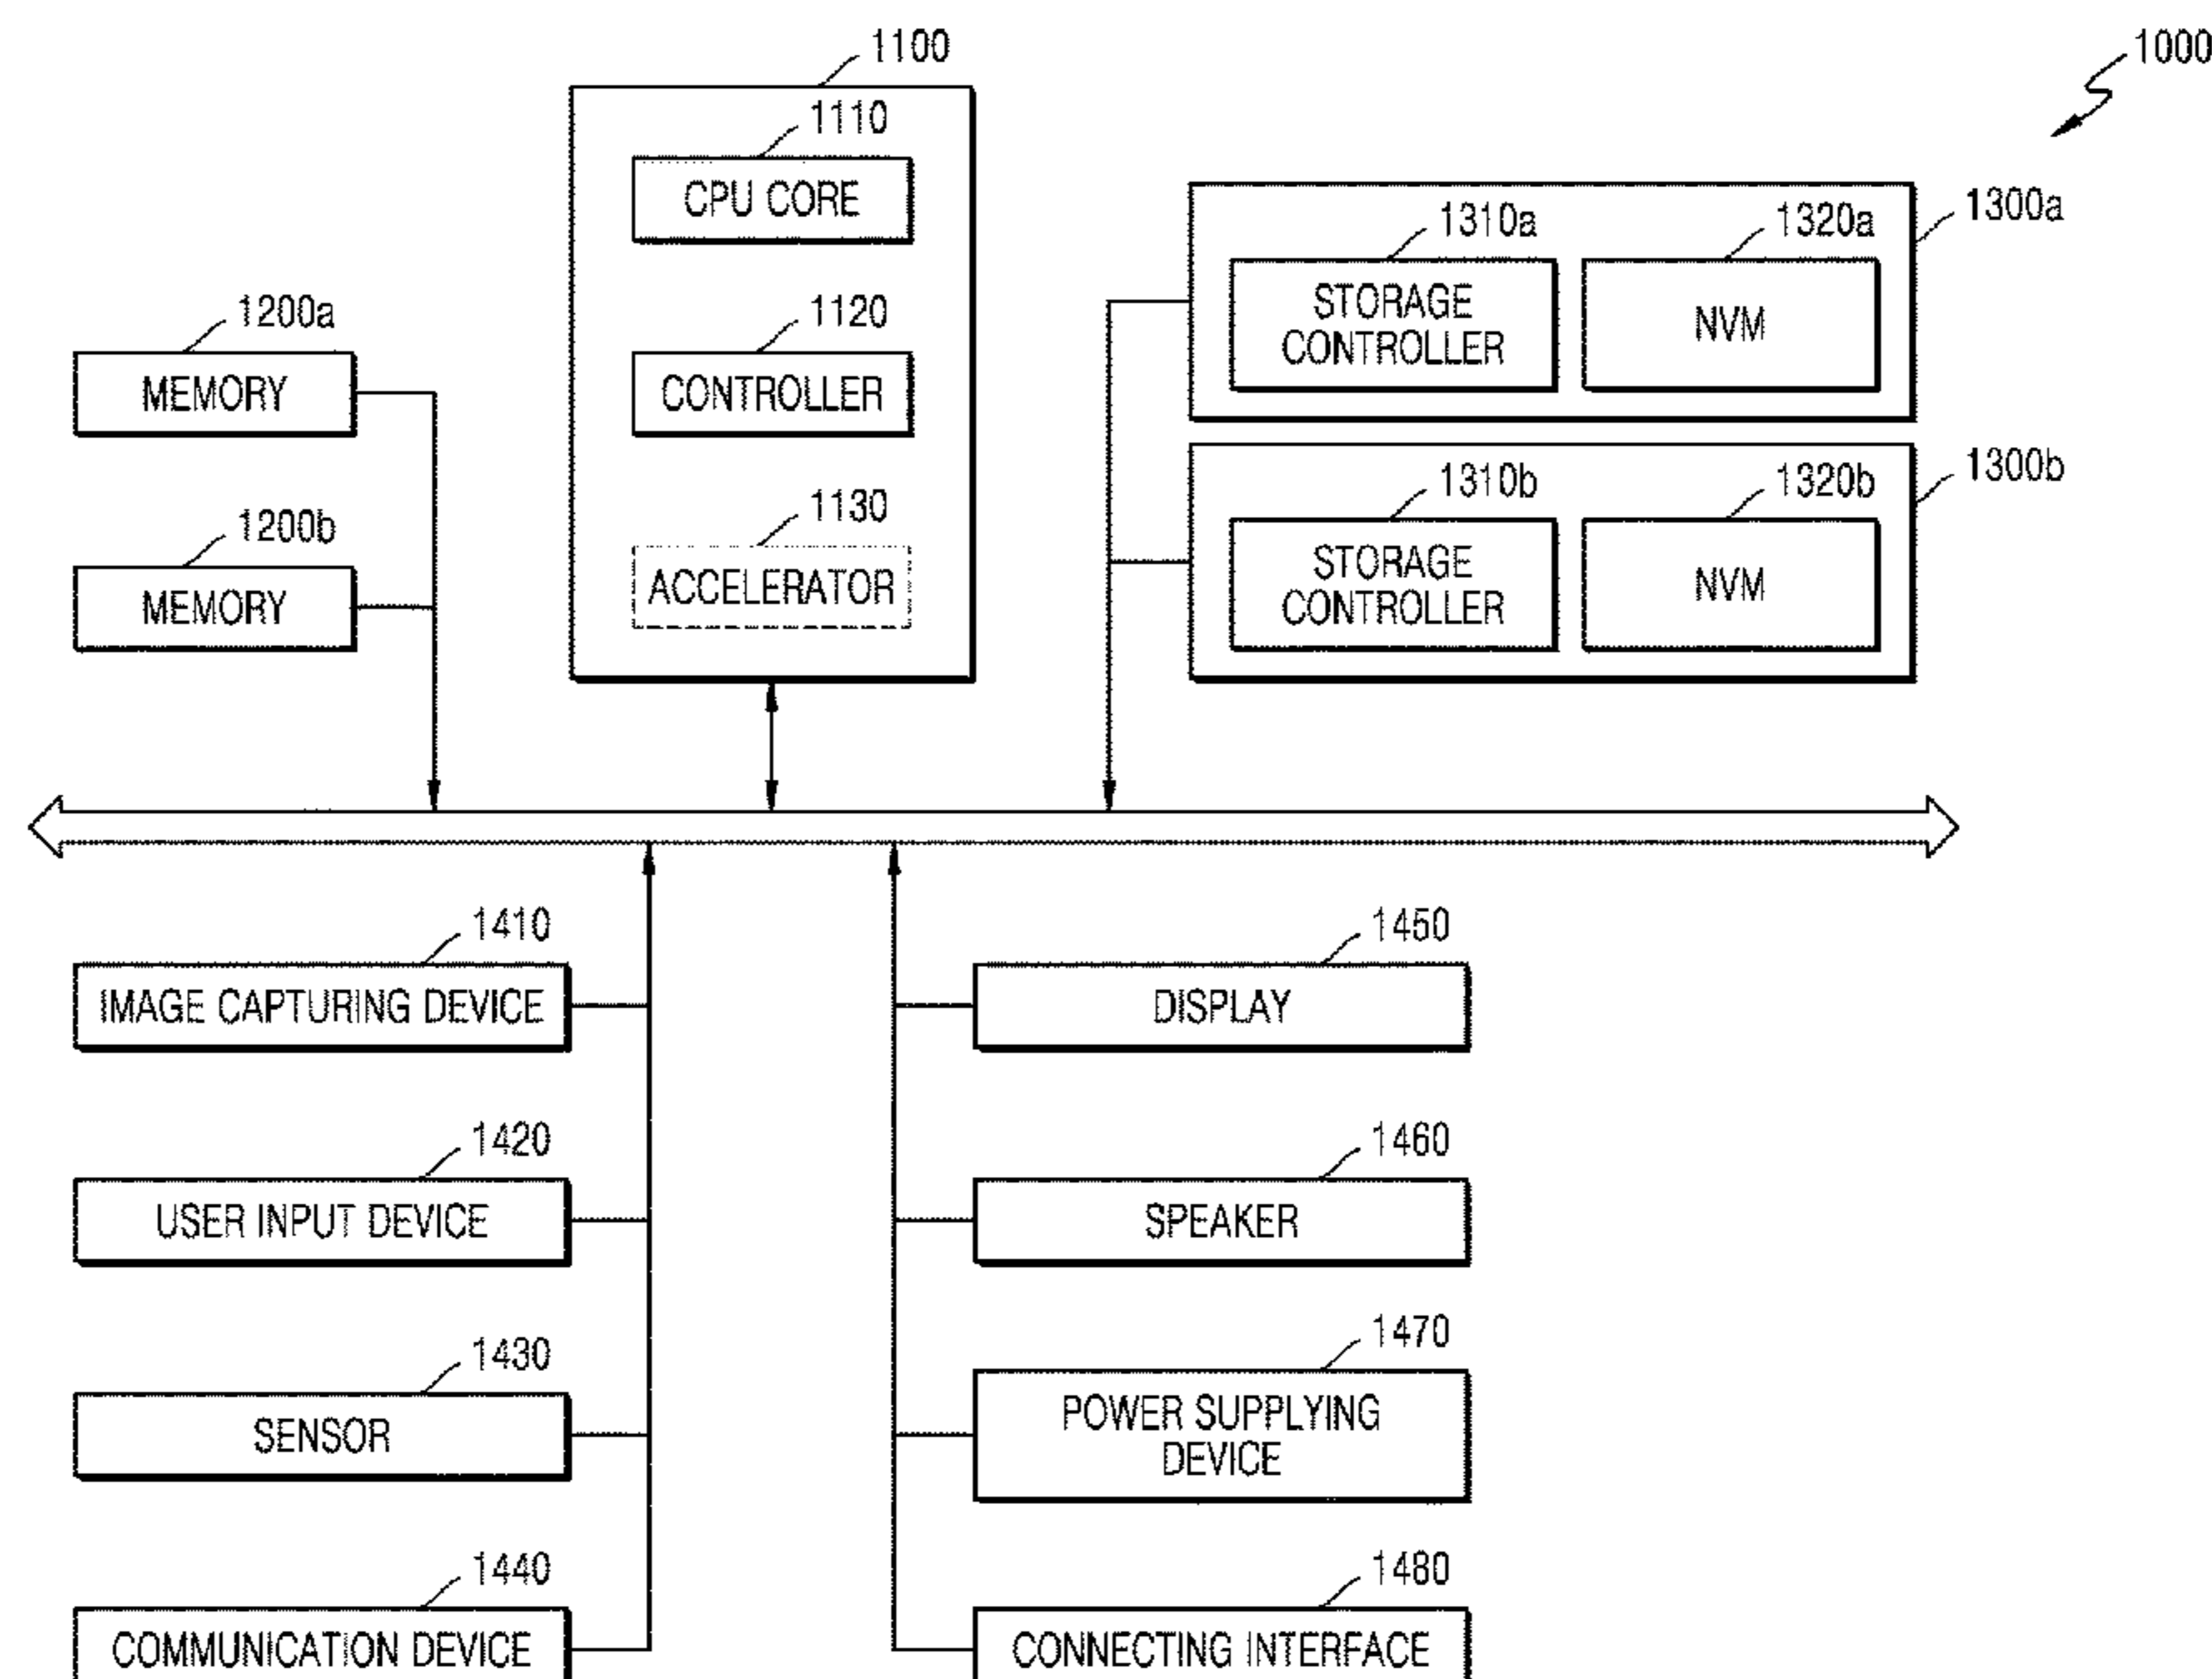 1000
1100
1110
CPU CORE
1120
CONTROLLER
1130
ACCELERATOR
1200a
MEMORY
1200b
MEMORY
1300a
1310a
STORAGE
CONTROLLER
1320a
NVM
1300b
1310b
STORAGE
CONTROLLER
1320b
NVM
1410
IMAGE CAPTURING DEVICE
1420
USER INPUT DEVICE
1430
SENSOR
1440
COMMUNICATION DEVICE
1450
DISPLAY
1460
SPEAKER
1470
POWER SUPPLYING
DEVICE
1480
CONNECTING INTERFACE